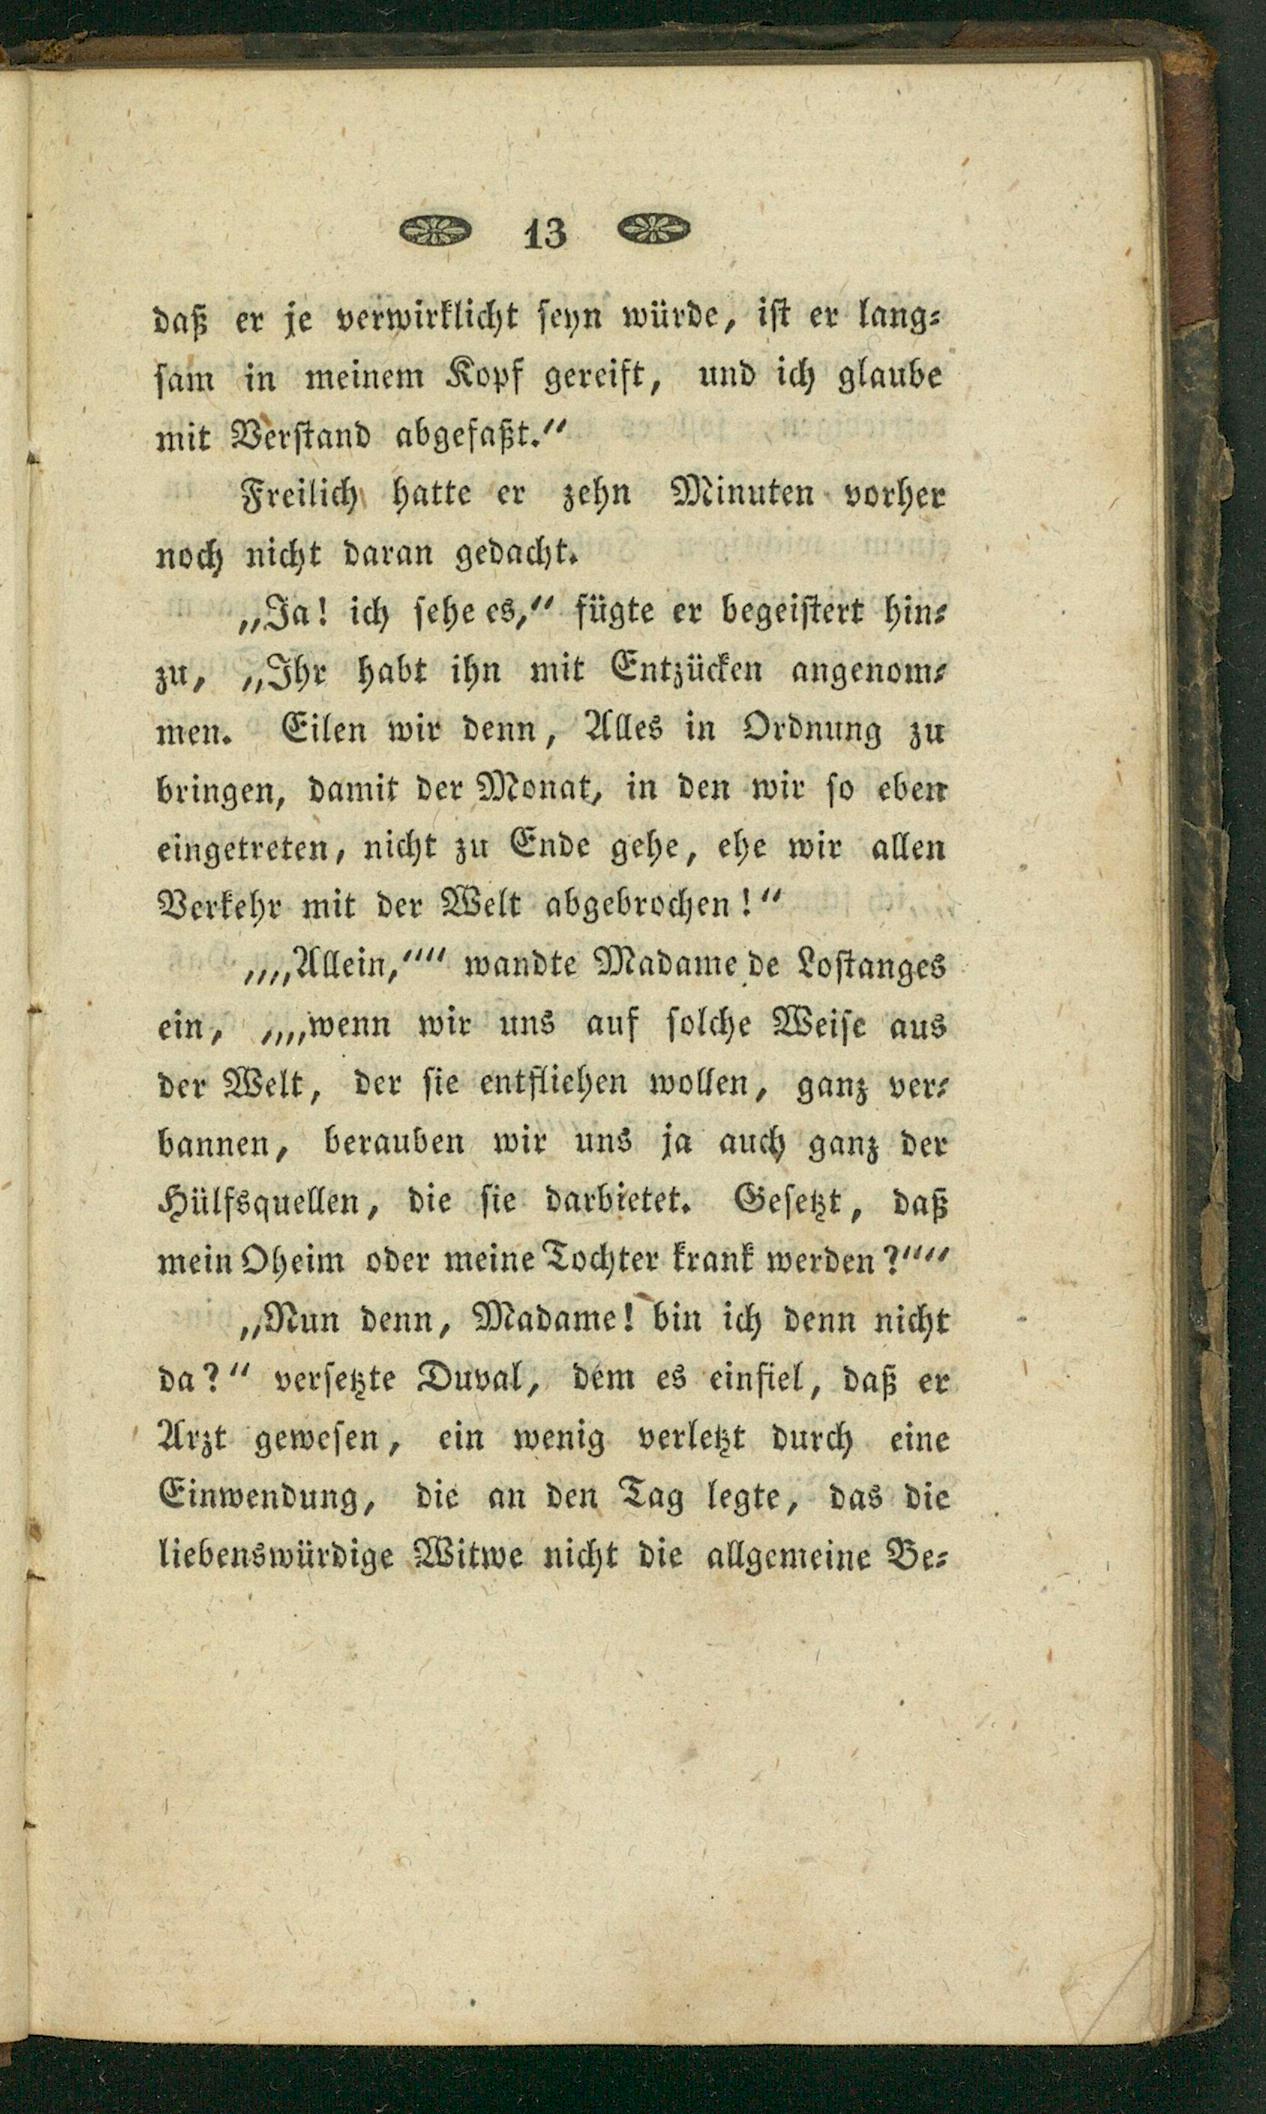 13
daß er je verwirklicht seyn würde, ist er lang-
sam in meinem Kopf gereift, und ich glaube
mit Verstand abgefaßt.“
Freilich hatte er zehn Minuten vorher
noch nicht daran gedacht.
„Ja! ich sehe es,“ fügte er begeistert hin-
zu, „Ihr habt ihn mit Entzücken angenom-
men. Eilen wir denn, Alles in Ordnung zu
bringen, damit der Monat, in den wir so eben
eingetreten, nicht zu Ende gehe, ehe wir allen
Verkehr mit der Welt abgebrochen!“
„„Allein,““ wandte Madame de Lostanges
ein, „„wenn wir uns auf solche Weise aus
der Welt, der sie entfliehen wollen, ganz ver-
bannen, berauben wir uns ja auch ganz der
Hülfsquellen, die sie darbietet. Gesetzt, daß
mein Oheim oder meine Tochter krank werden?““
„Nun denn, Madame! bin ich denn nicht
da?“ versetzte Duval, dem es einfiel, daß er
Arzt gewesen, ein wenig verletzt durch eine
Einwendung, die an den Tag legte, das die
liebenswürdige Witwe nicht die allgemeine Be-